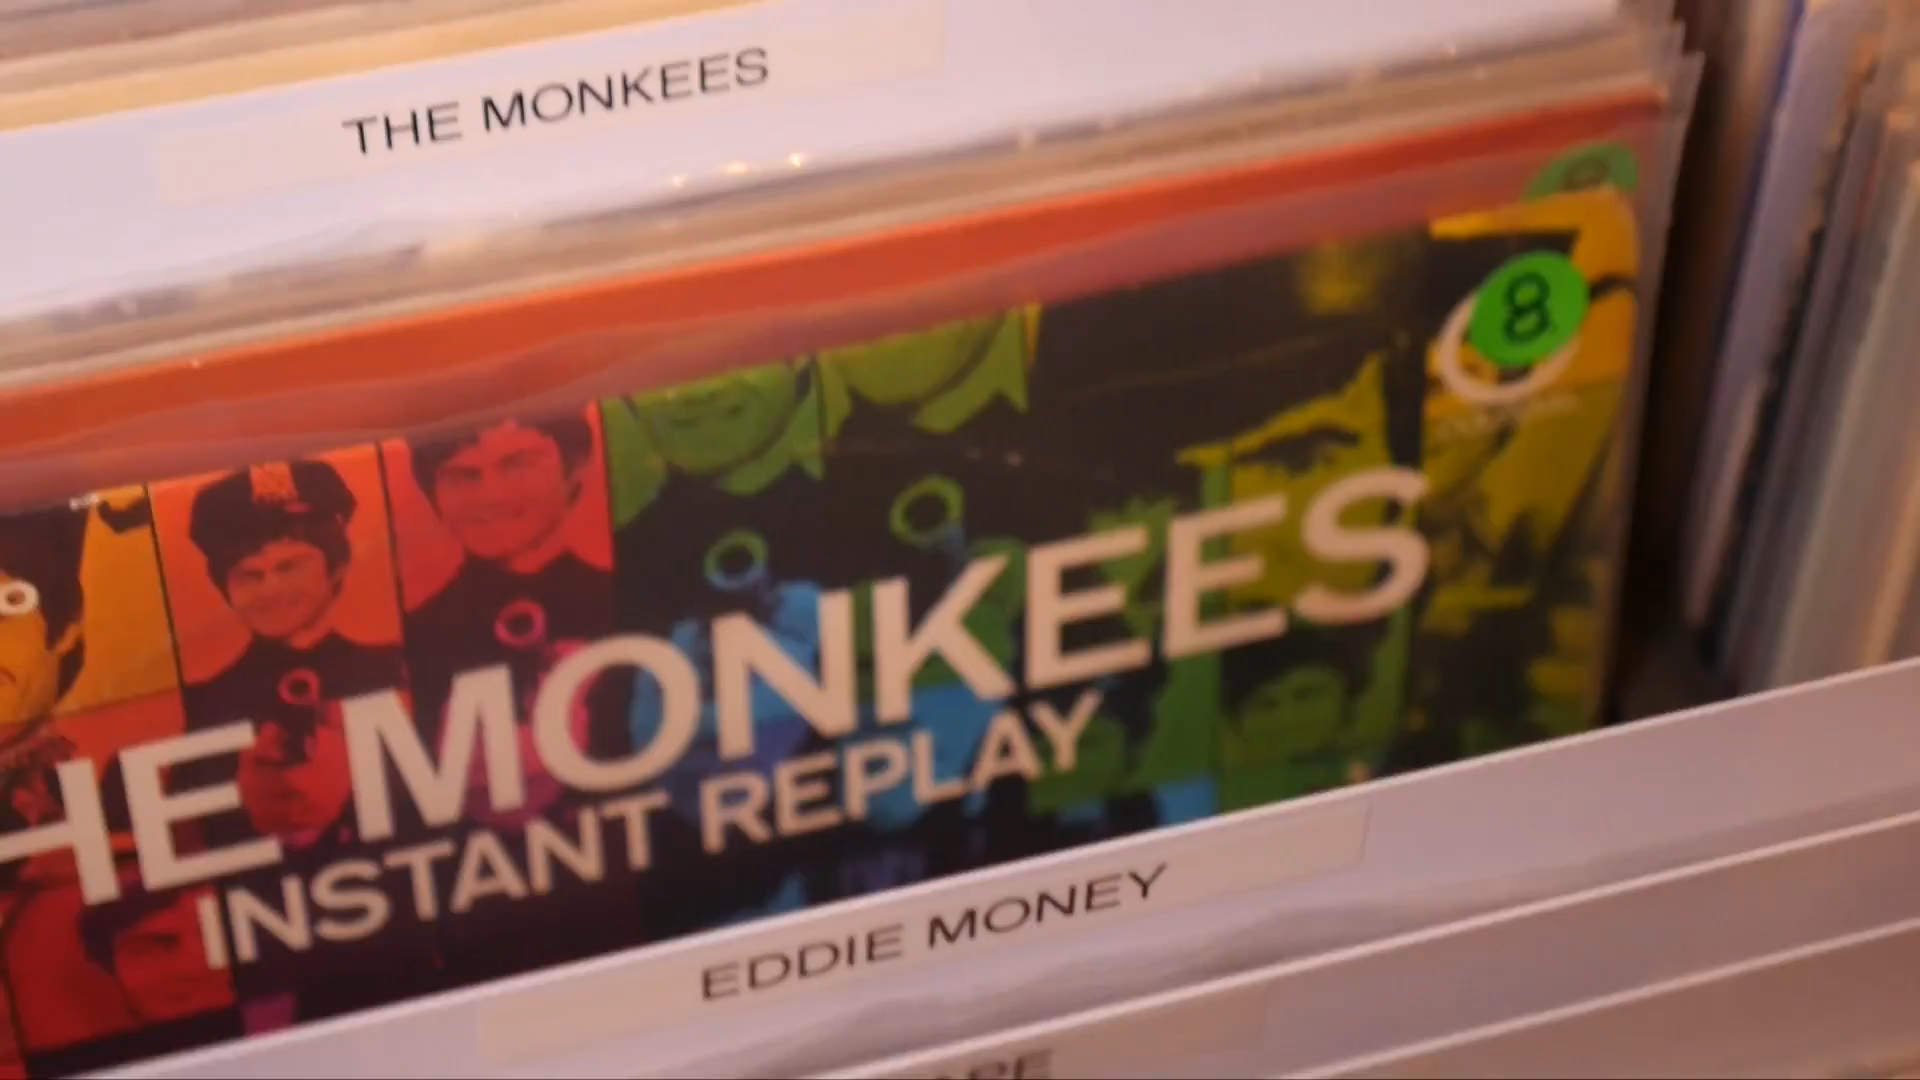 THE MONKEES
8
HE MONKEES
INSTANT REPLAY
EDDIE MONEY